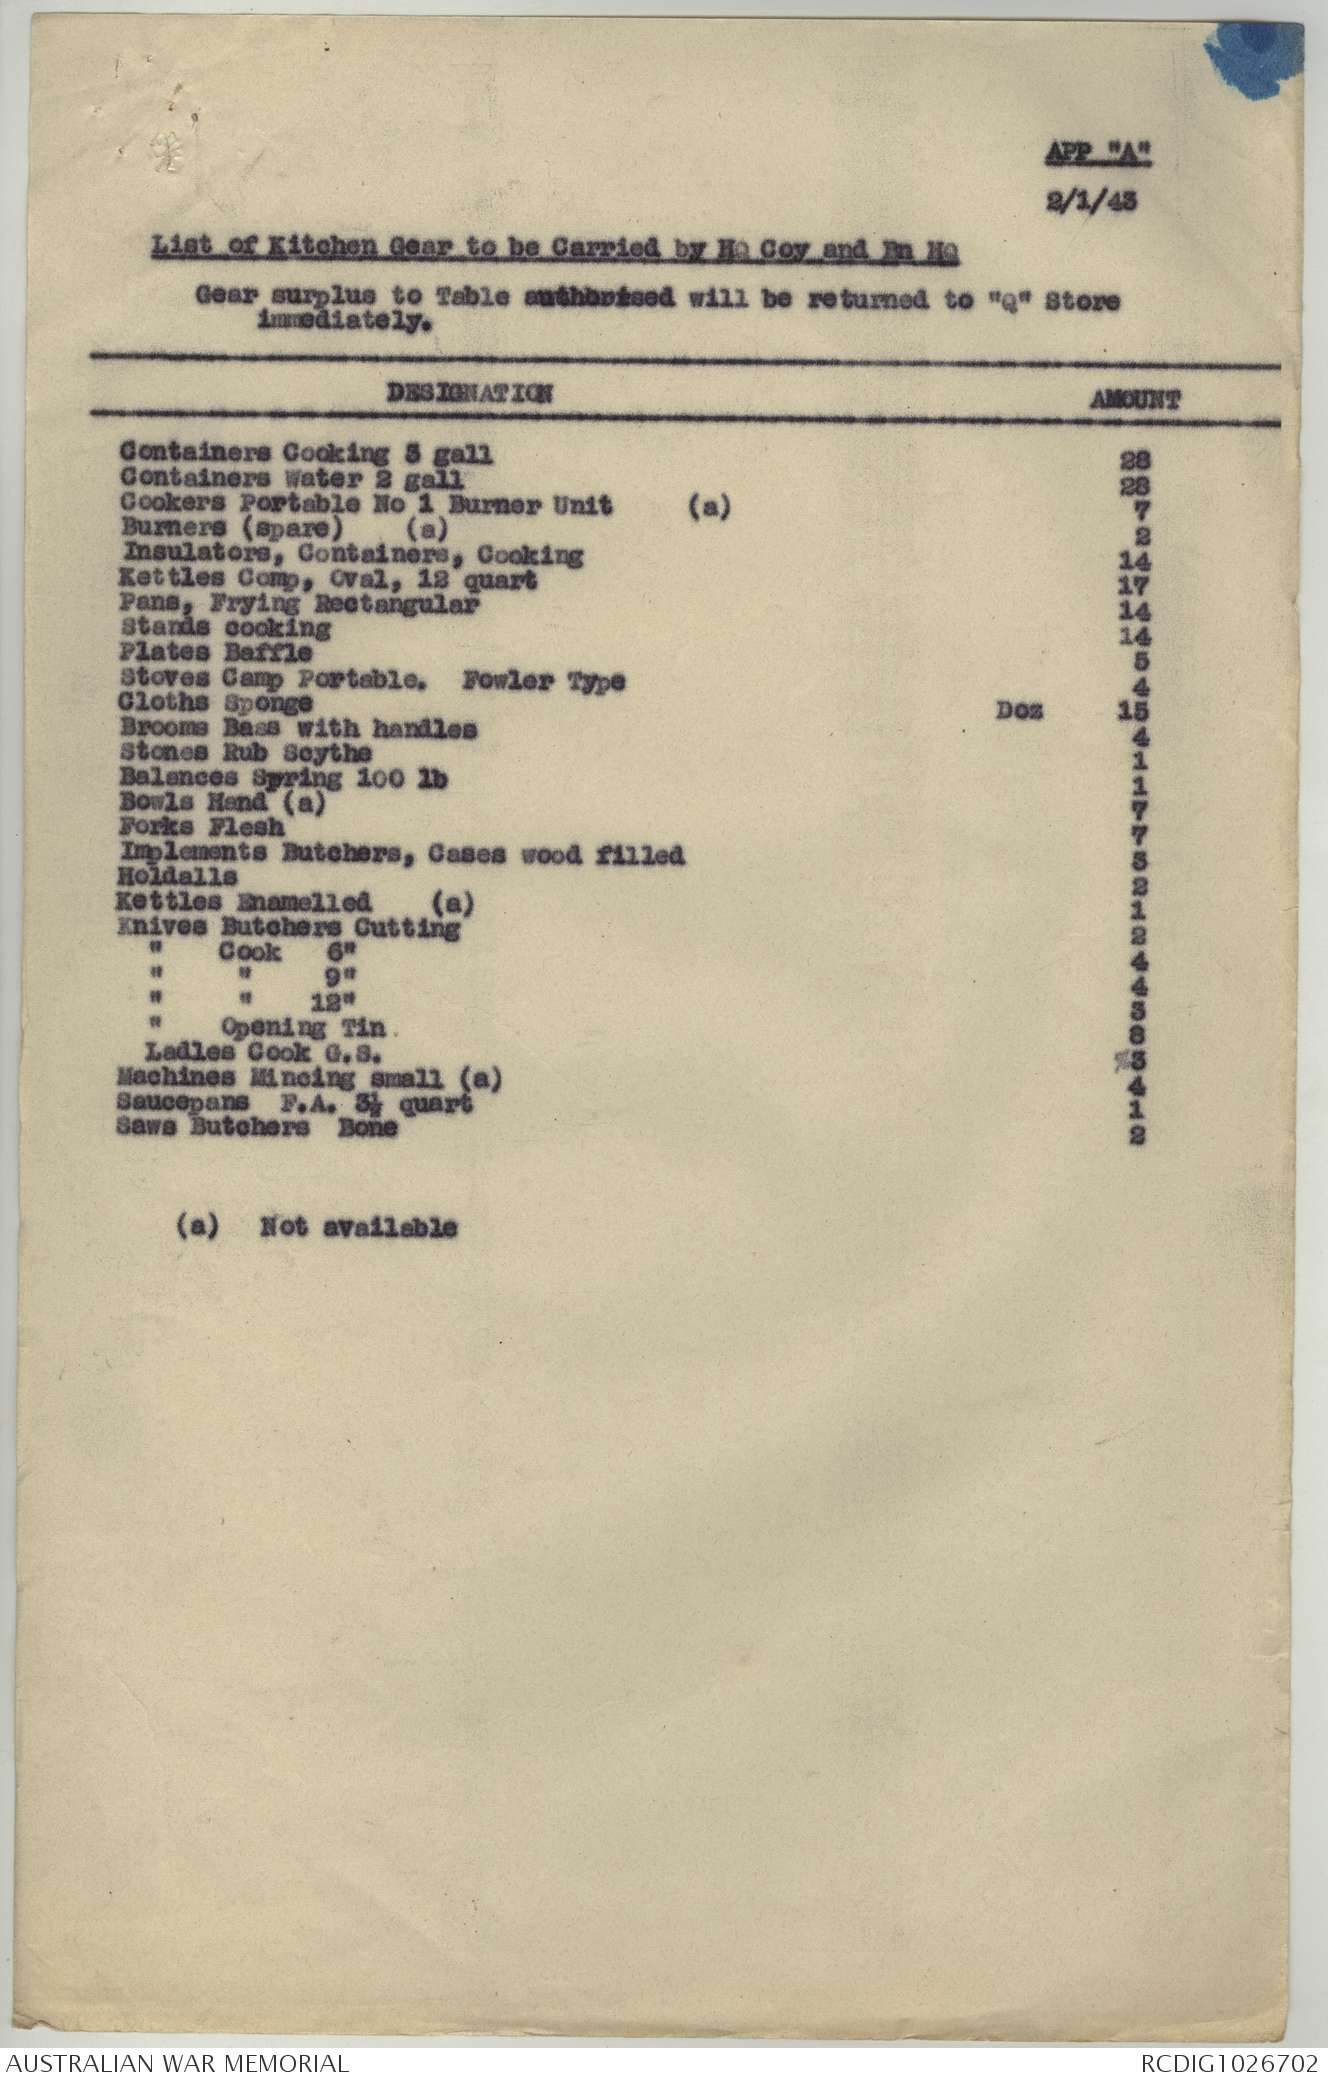 APP "A"
2/1/43
List of Kitchen Gear to be Carried by HQ Coy and Bn HQ
Gear surplus to Table authorised will be returned to "Q" Store
immediately.
DESIGNATION AMOUNT
Containers Cooking 3 gall 28
Containers Water 2 gall 28
Cookers Portable No 1 Burner Unit (a) 7
Burners (spare) (a) 2
Insulators, Containers, Cooking 14
Kettles Comp, Oval, 12 quart 17
Pans, Frying Rectangular 14
Stands cooking 14
Plates Baffle 5
Stoves Camp Portable. Fowler Type 4
Cloths Sponge Doz 15
Brooms Bass with handles 4
Stones Rub Scythe 1
Balances Spring 100 lb 1
Bowls Hand (a) 7
Forks Flesh 7
Implements Butchers, Cases wood filled 3
Holdalls 2
Kettles Enamelled (a) 1
Knives Butchers Cutting 2
" Cook 6" 4
" " 9" 4
" " 12" 3
" Opening Tin. 8
Ladles Cook G.S. 3
Machines Mincing small (a) 4
Saucepans F.A. 3½ quart 1
Saws Butchers Bone 2
(a) Not available
AUSTRALIAN WAR MEMORIAL RCDIG1026702